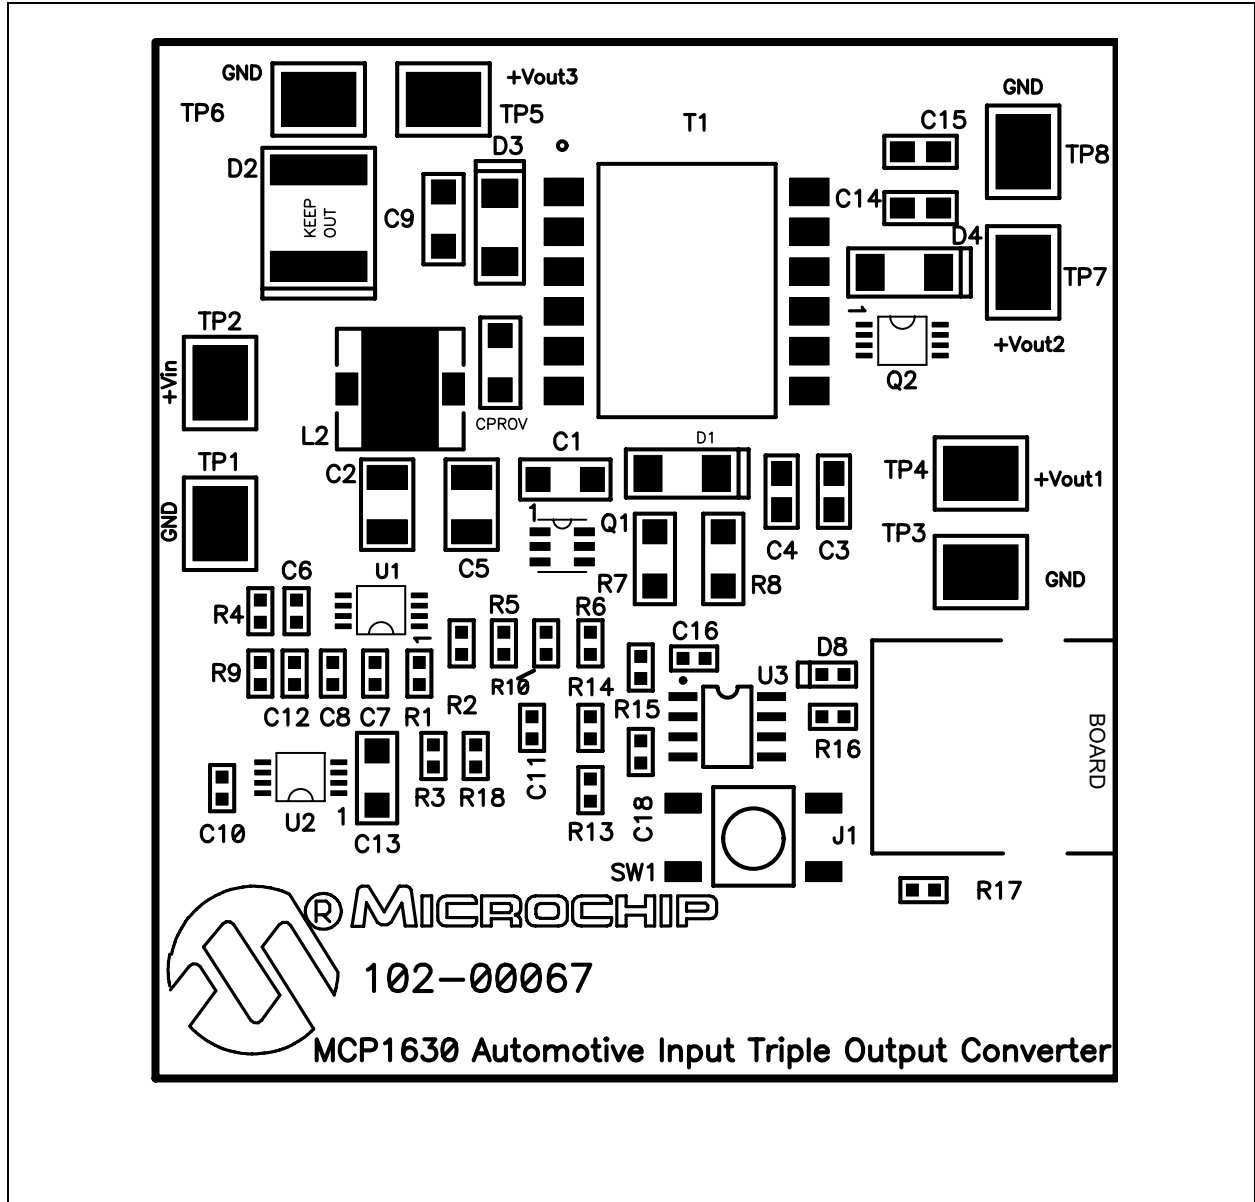 GND
+Vout3
TP6
TP5
T1
C15
GND
TP8
D2
D3
KEEP
OUT
C9
C14
D4
TP7
TP2
+Vin
1
Q2
+Vout2
L2
CPROV
TP1
GND
C2
C1
D1
TP4
+Vout1
1
Q1
TP3
C4
C3
GND
C6
U1
C5
R7
R8
R4
1
R5
R6
R9
C16
D8
U3
R10
R14
C12
C8
C7
R1
R2
R15
R16
BOARD
C11
C10
U2
1
C13
R3
R18
R13
C18
J1
SW1
R17
® MICROCHIP
102-00067
MCP1630 Automotive Input Triple Output Converter